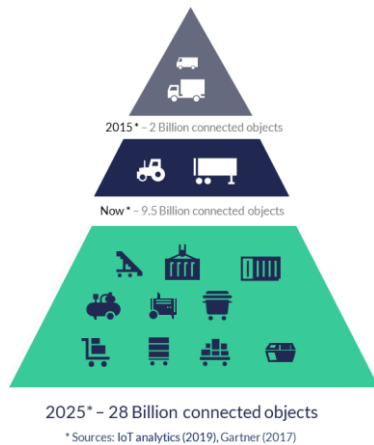 2015* – 2 Billion connected objects
Now* – 9.5 Billion connected objects
2025* – 28 Billion connected objects
* Sources: IoT analytics (2019), Gartner (2017)